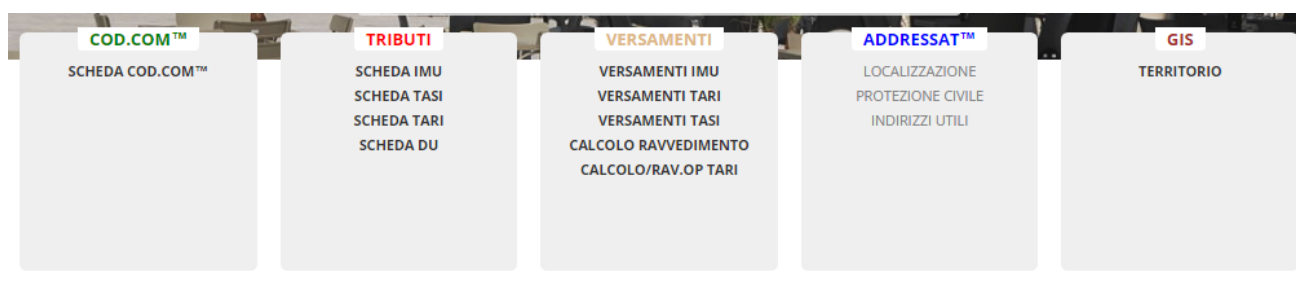 COD.COM™
SCHEDA COD.COM™
TRIBUTI
SCHEDA IMU
SCHEDA TASI
SCHEDA TARI
SCHEDA DU
VERSAMENTI
VERSAMENTI IMU
VERSAMENTI TARI
VERSAMENTI TASI
CALCOLO RAVVEDIMENTO
CALCOLO/RAV.OP TARI
ADDRESSAT™
LOCALIZZAZIONE
PROTEZIONE CIVILE
INDIRIZZI UTILI
GIS
TERRITORIO